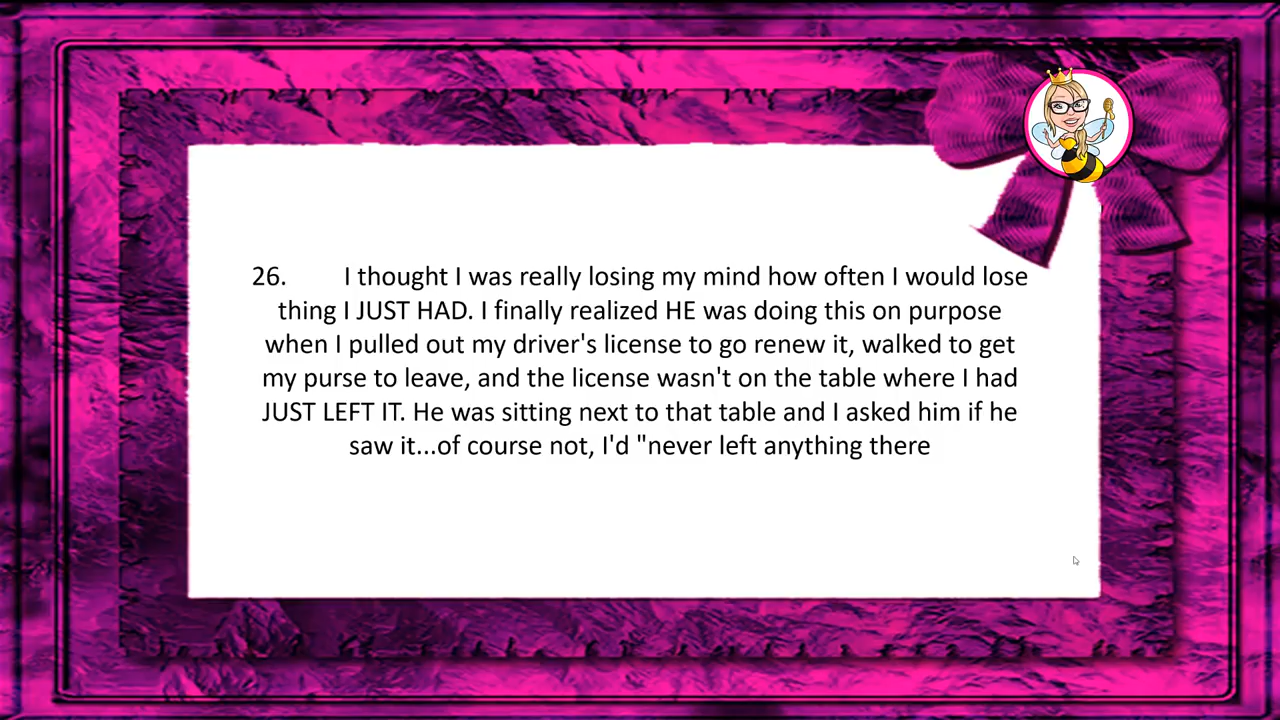 26. I thought I was really losing my mind how often I would lose
thing I JUST HAD. I finally realized HE was doing this on purpose
when I pulled out my driver's license to go renew it, walked to get
my purse to leave, and the license wasn't on the table where I had
JUST LEFT IT. He was sitting next to that table and I asked him if he
saw it...of course not, I'd "never left anything there